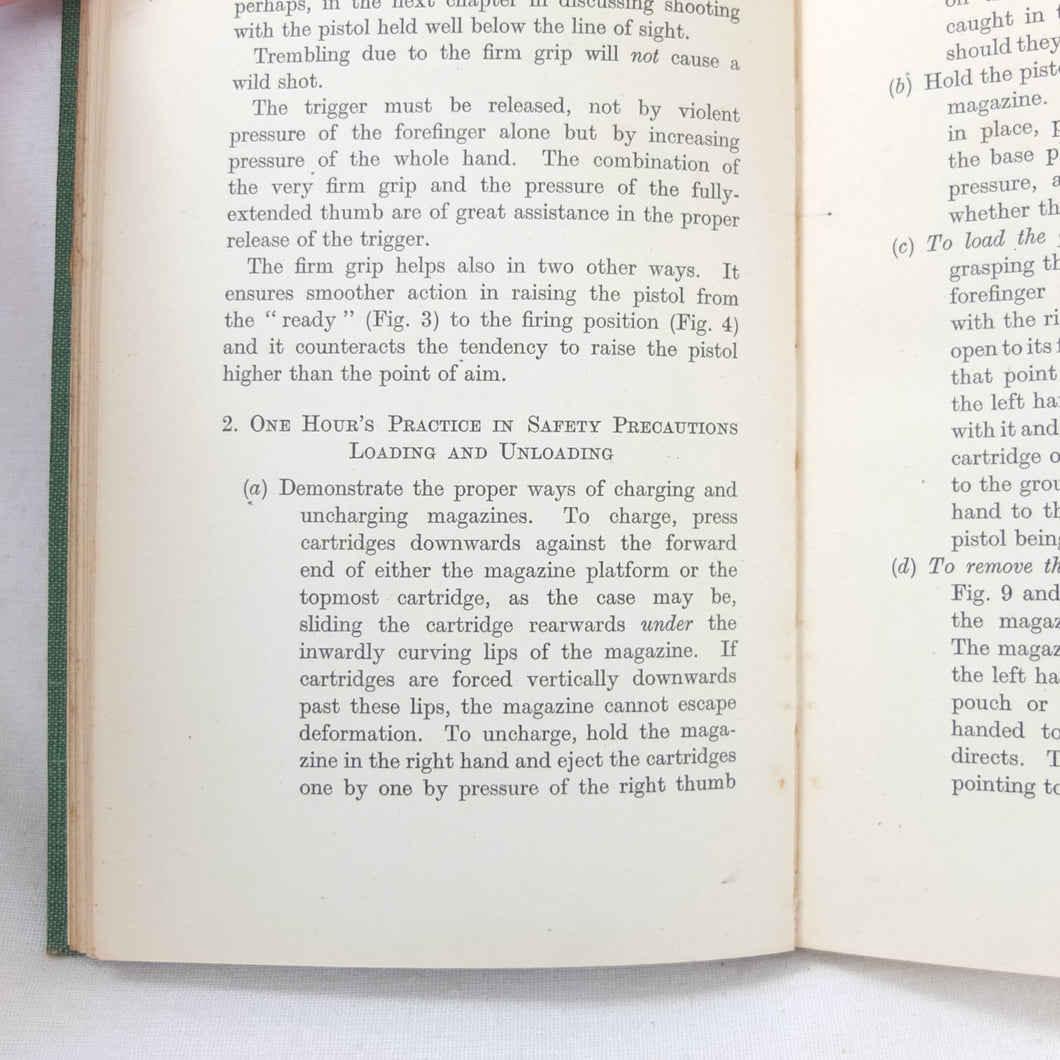 perhaps, in the next chapter in discussing shooting
with the pistol held well below the line of sight.
Trembling due to the firm grip will not cause a
wild shot.
The trigger must be released, not by violent
pressure of the forefinger alone but by increasing
pressure of the whole hand. The combination of
the very firm grip and the pressure of the fully-
extended thumb are of great assistance in the proper
release of the trigger.
The firm grip helps also in two other ways. It
ensures smoother action in raising the pistol from
the “ready” (Fig. 3) to the firing position (Fig. 4)
and it counteracts the tendency to raise the pistol
higher than the point of aim.
2. One Hour's Practice in Safety Precautions
Loading and Unloading
(a) Demonstrate the proper ways of charging and
uncharging magazines. To charge, press
cartridges downwards against the forward
end of either the magazine platform or the
topmost cartridge, as the case may be,
sliding the cartridge rearwards under the
inwardly curving lips of the magazine. If
cartridges are forced vertically downwards
past these lips, the magazine cannot escape
deformation. To uncharge, hold the maga-
zine in the right hand and eject the cartridges
one by one by pressure of the right thumb
caught in
should they
(b) Hold the
magazine.
in place,
the base
pressure,
whether
(c) To load the
grasping
forefinger
with the
open to its
that point
the left
with it and
cartridge
to the
hand to
pistol
(d) To remove
Fig. 9 and
the
The
the left
pouch or
handed to
directs.
pointing